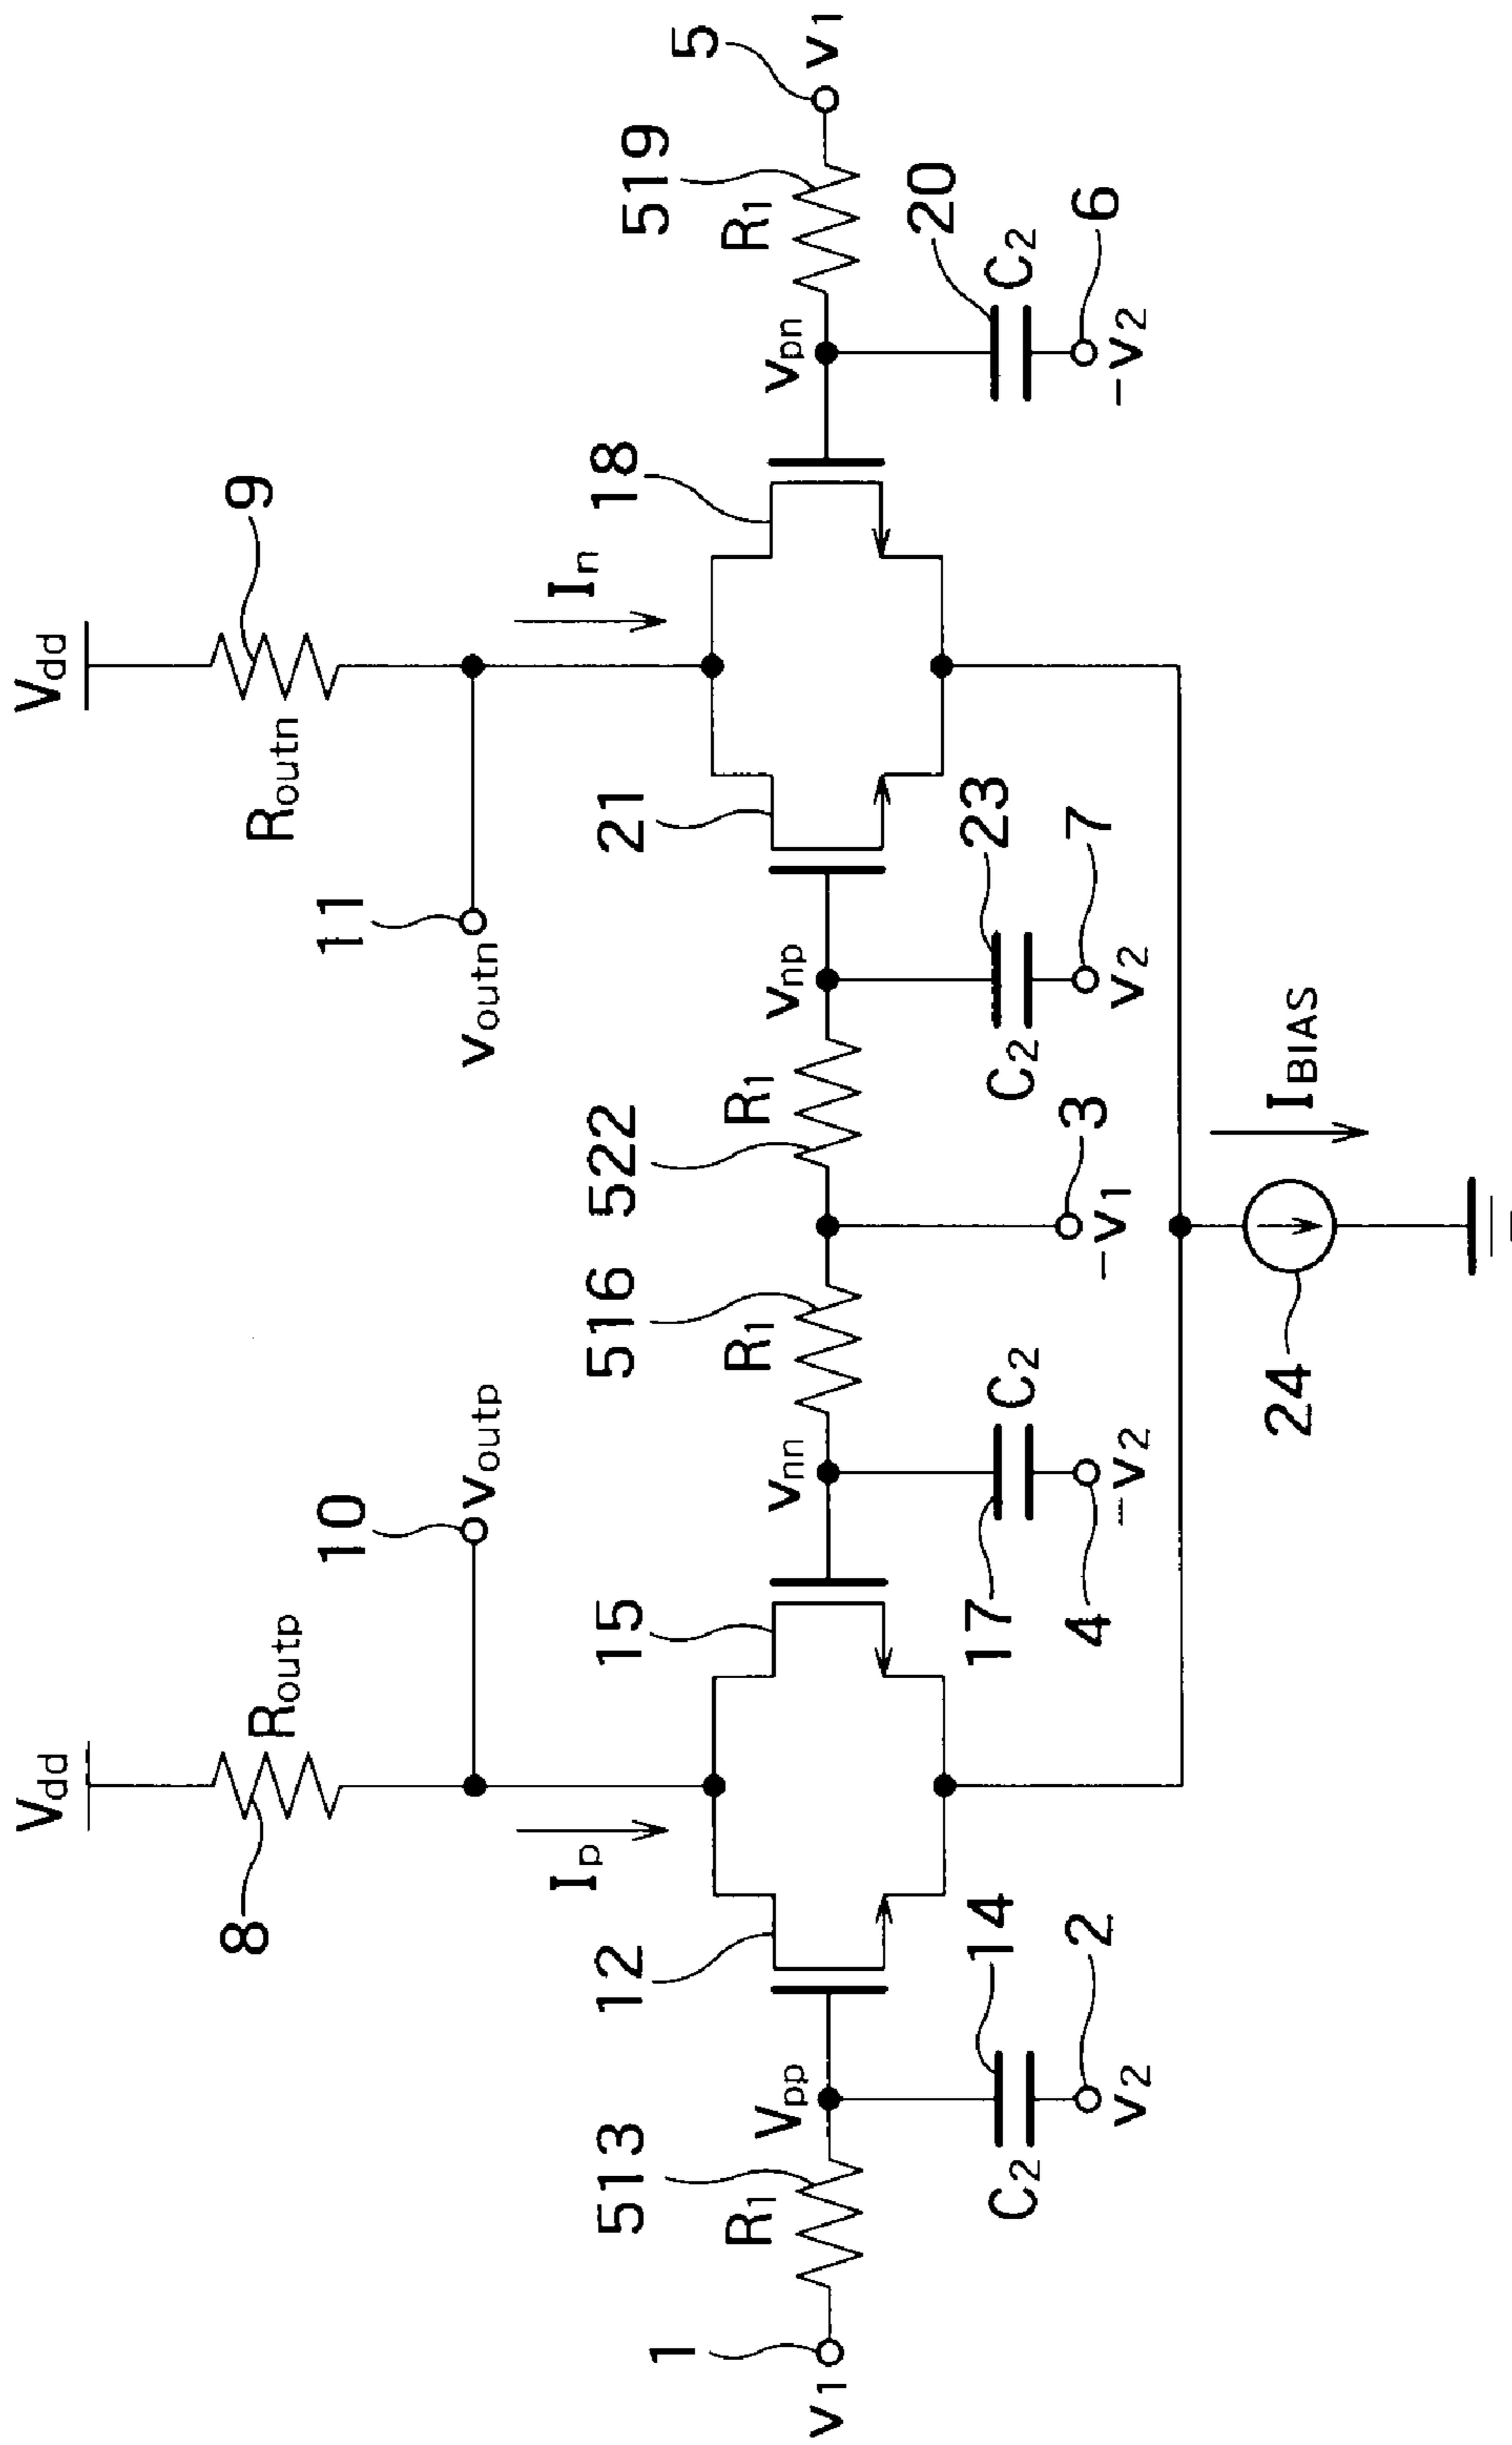 Vdd
Vdd
8
Routp
Routn
9
10
voutp
11
voutn
Ip
In
12
15
21
18
513
R1
Vpp
vnn
516
R1
522
R1
vnp
vpn
R1
519
1
v1
5
v1
C2
14
v2
2
17
C2
-v2
4
-v1
3
C2
23
v2
7
20
C2
-v2
6
24
IBIAS